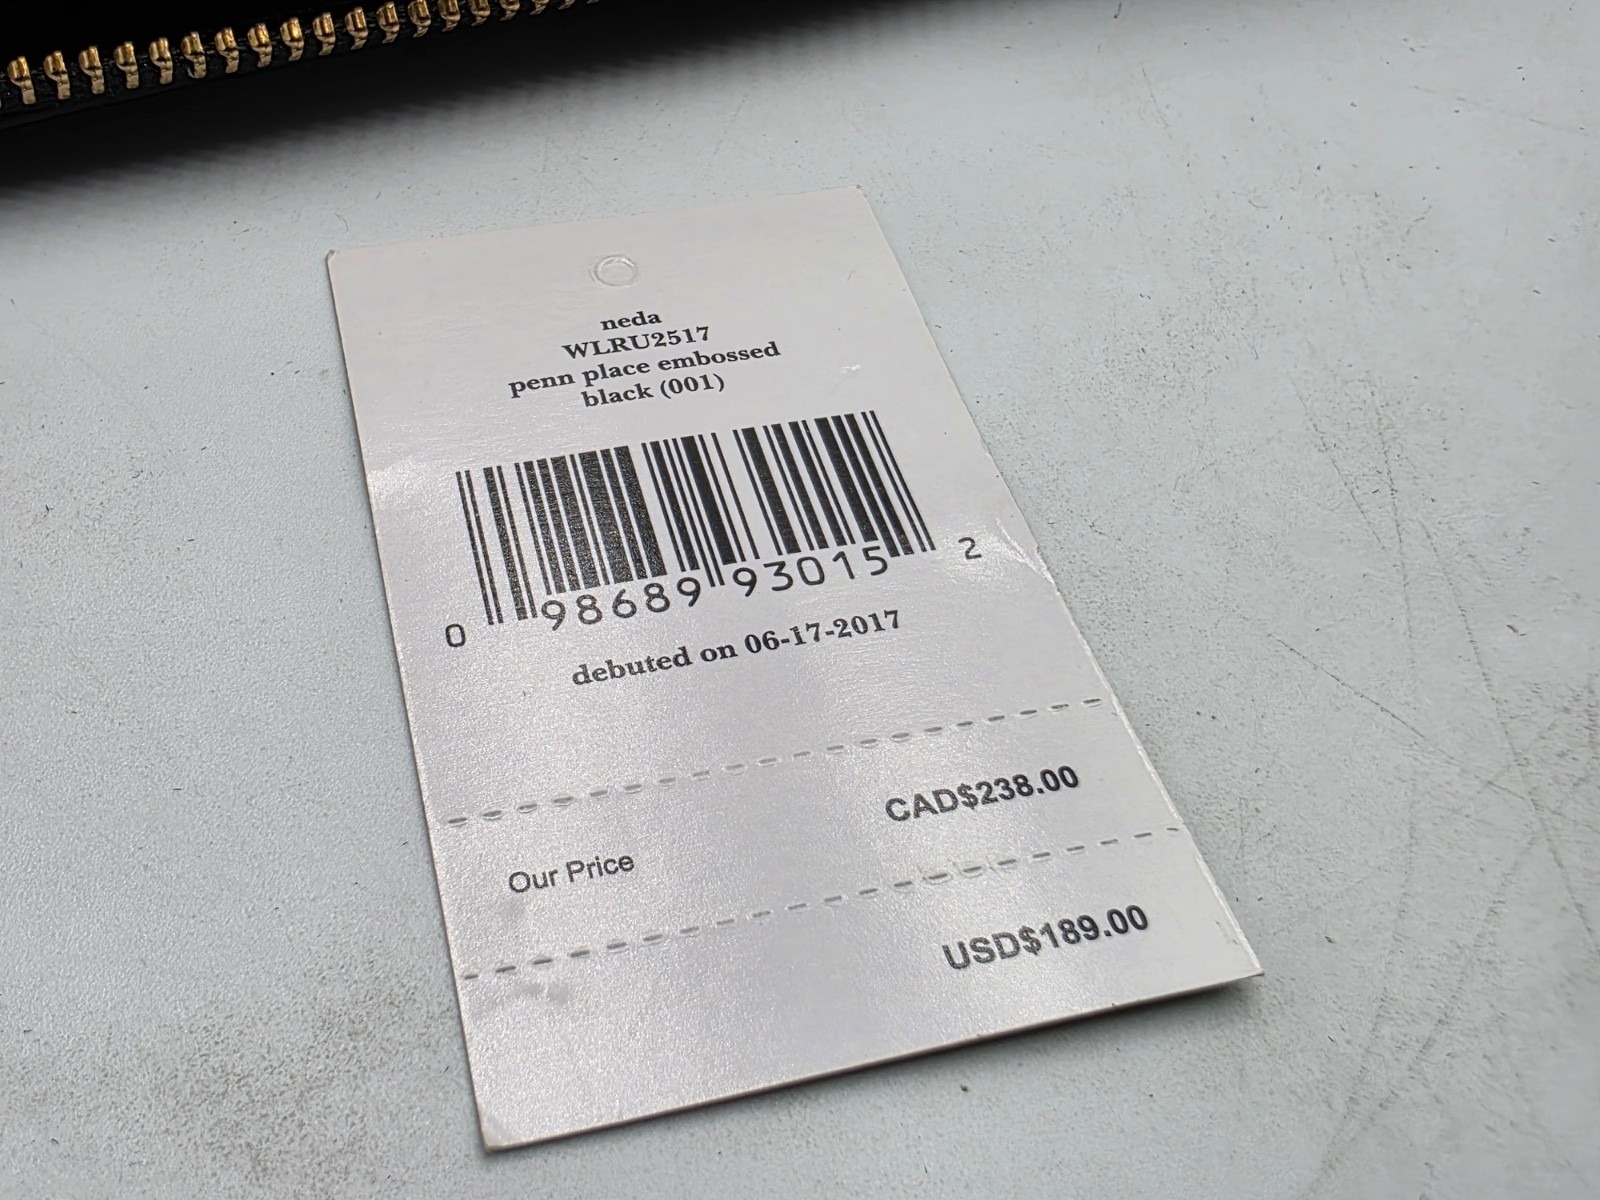 neda
WLRU2517
penn place embossed
black (001)
0 98689 93015 2
debuted on 06-17-2017
CAD$238.00
Our Price
USD$189.00